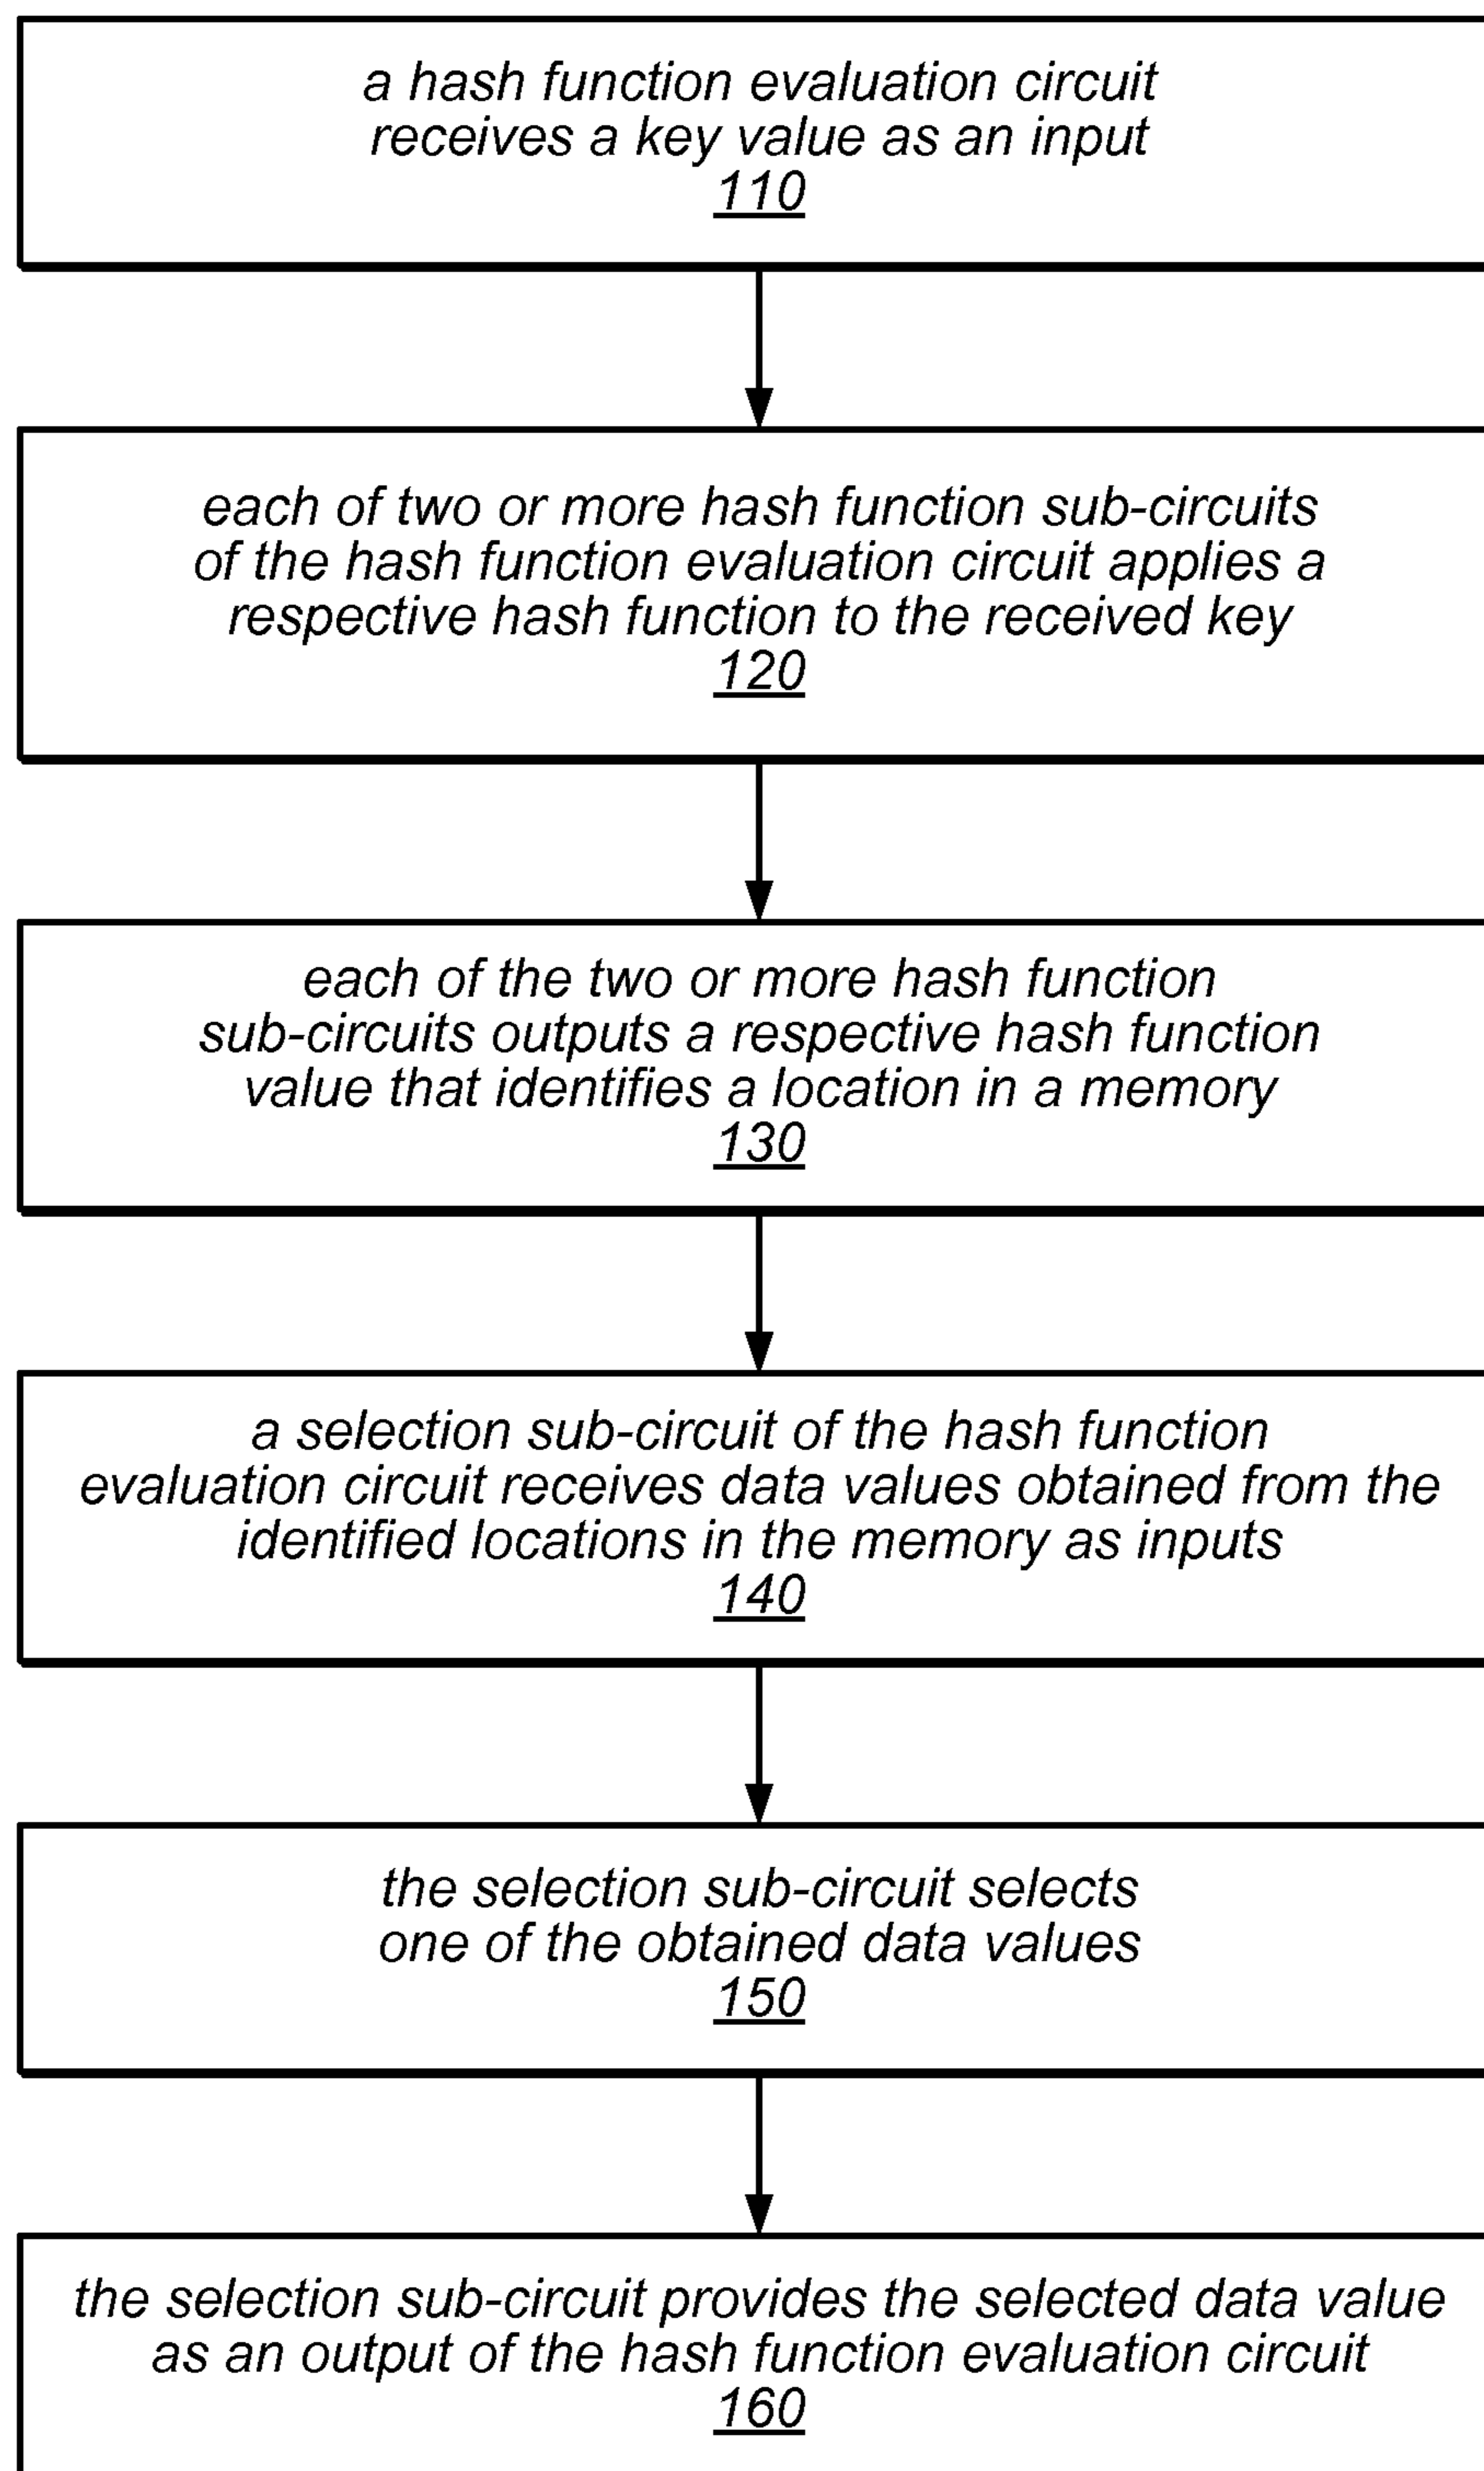 a hash function evaluation circuit
receives a key value as an input
110
each of two or more hash function sub-circuits
of the hash function evaluation circuit applies a
respective hash function to the received key
120
each of the two or more hash function
sub-circuits outputs a respective hash function
value that identifies a location in a memory
130
a selection sub-circuit of the hash function
evaluation circuit receives data values obtained from the
identified locations in the memory as inputs
140
the selection sub-circuit selects
one of the obtained data values
150
the selection sub-circuit provides the selected data value
as an output of the hash function evaluation circuit
160